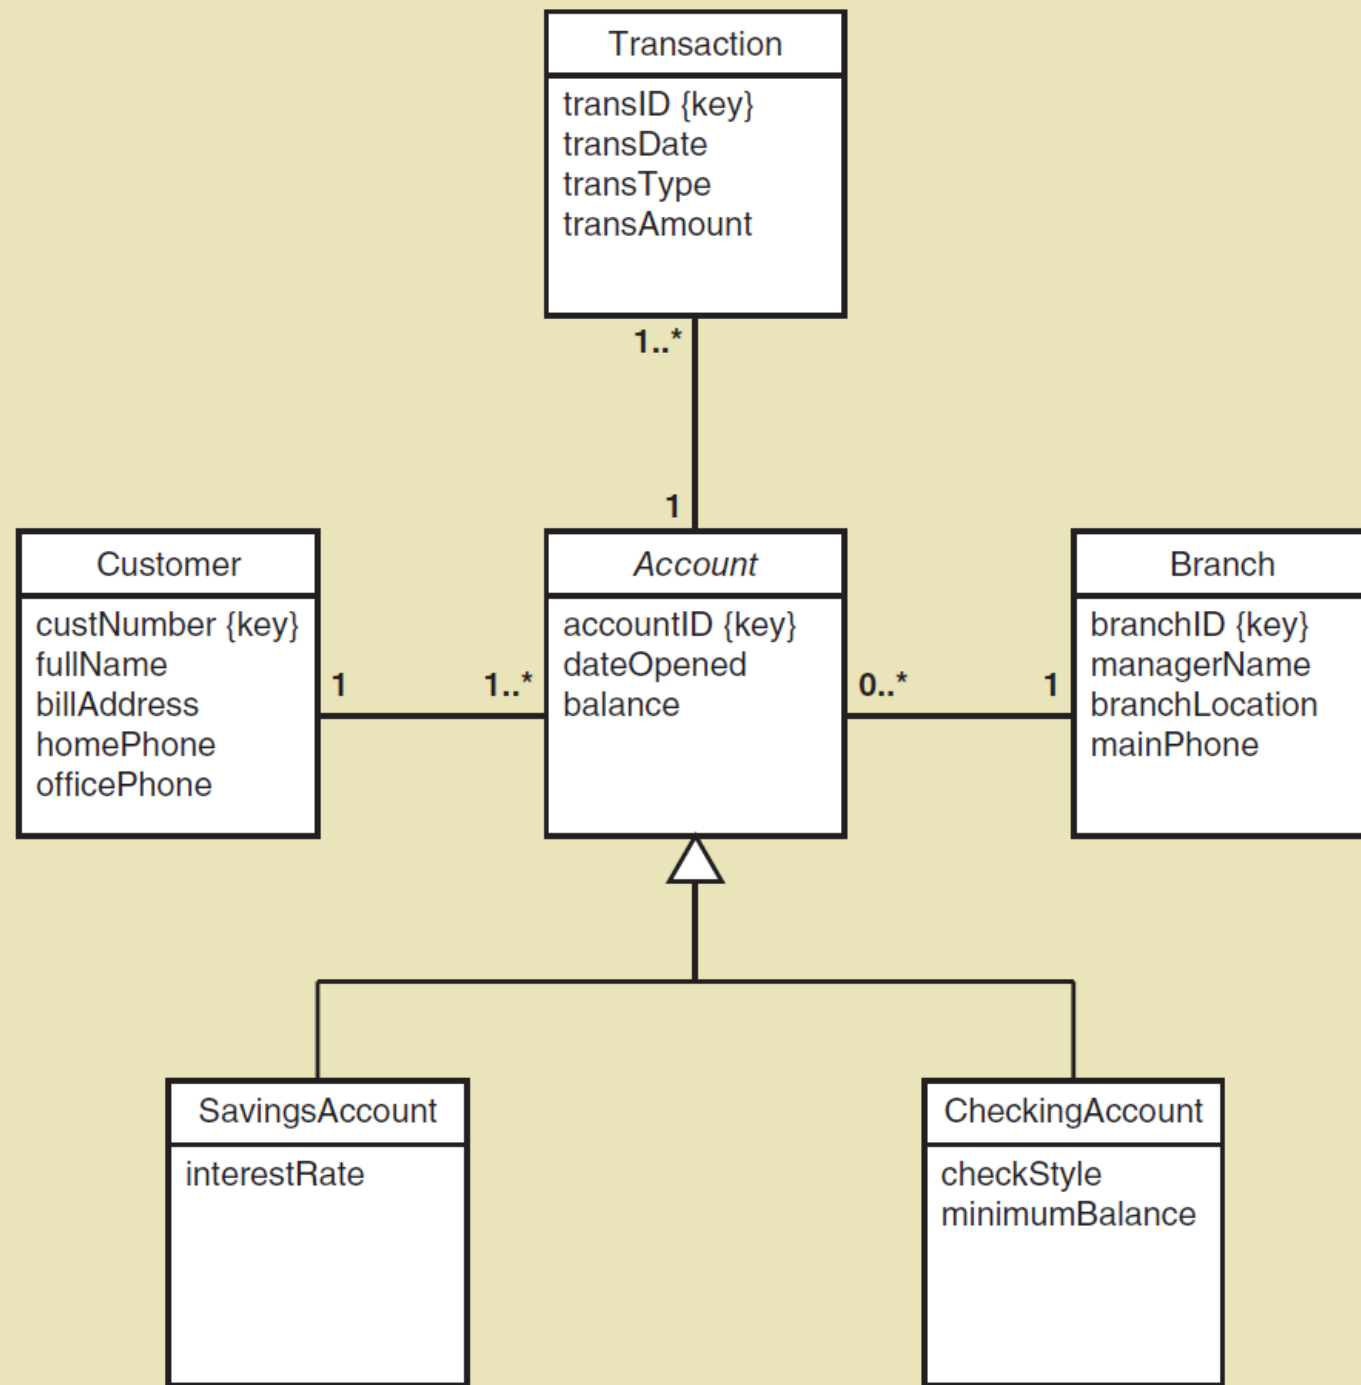 Transaction
transID {key}
transDate
transType
transAmount
1..*
1
Customer
custNumber {key}
fullName
billAddress
homePhone
officePhone
1
1..*
Account
accountID {key}
dateOpened
balance
0..*
1
Branch
branchID {key}
managerName
branchLocation
mainPhone
SavingsAccount
interestRate
CheckingAccount
checkStyle
minimumBalance